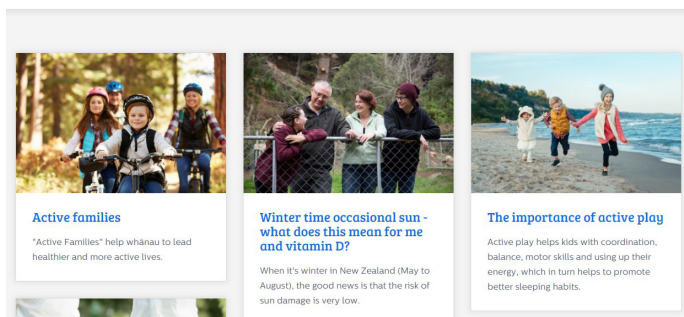 Active families
"Active Families" help whānau to lead
healthier and more active lives.
Winter time occasional sun -
what does this mean for me
and vitamin D?
When it's winter in New Zealand (May to
August), the good news is that the risk of
sun damage is very low.
The importance of active play
Active play helps kids with coordination,
balance, motor skills and using up their
energy, which in turn helps to promote
better sleeping habits.